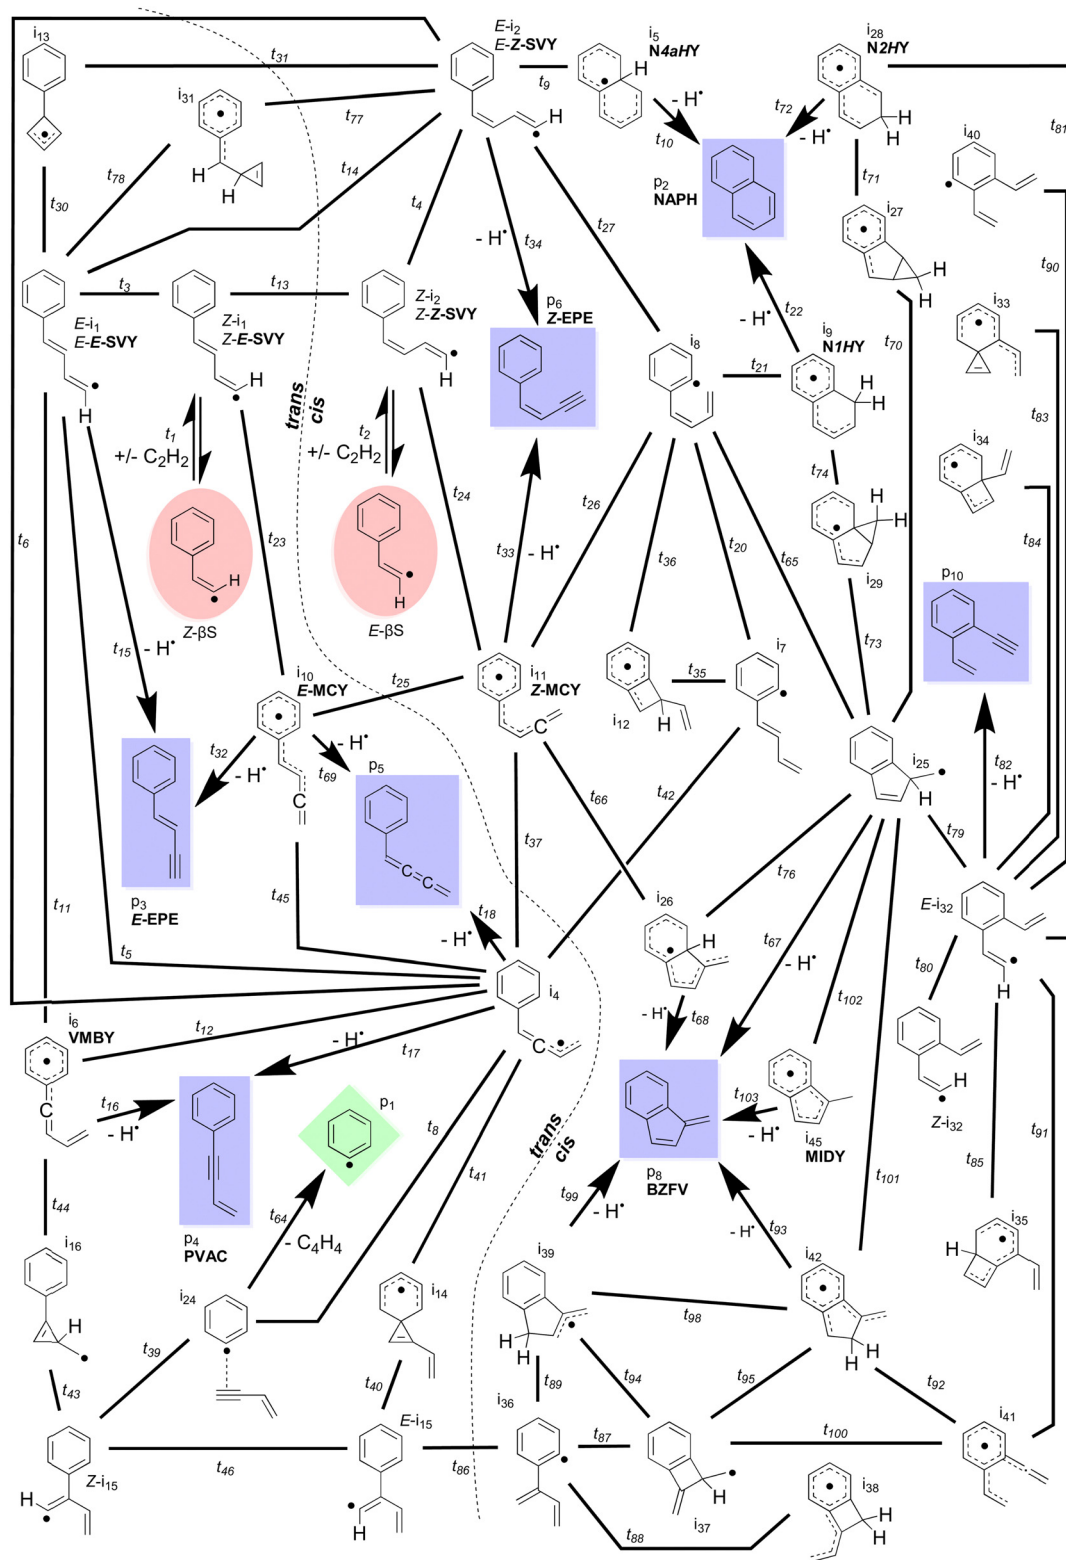 i13
t31
E-i2
E-Z-SVY
t9
i5
N4aHY
H
- H•
t10
i28
N2HY
t72
- H•
H
H
i31
t77
H
H
t78
t14
H
t4
t34
- H•
t27
p2
NAPH
t71
i40
t81
t30
i27
H
H
t90
t3
E-i1
E-E-SVY
H
Z-i1
Z-E-SVY
H
t13
Z-i2
Z-Z-SVY
H
p6
Z-EPE
i8
t21
- H•
t22
i9
N1HY
H
H
t70
i33
trans
cis
t1
+/- C2H2
t2
+/- C2H2
t83
i34
t6
t23
t24
t33
- H•
t26
t36
t20
t65
t74
H
H
i29
t84
H
Z-βS
H
E-βS
t15
- H•
p10
t73
i10
E-MCY
t25
i11
Z-MCY
C
i12
H
t35
i7
t32
- H•
- H•
t69
C
p5
C
C
i25
H
t82
- H•
t66
t42
t79
p3
E-EPE
t45
t37
t76
t11
t5
t18
- H•
i26
H
t67
- H•
E-i32
H
i4
C
t102
t80
i6
VMBY
C
t12
- H•
t17
- H•
t68
t16
- H•
p1
t103
- H•
i45
MIDY
H
Z-i32
t91
t8
trans
cis
p8
BZFV
t85
t41
t99
- H•
t101
t44
p4
PVAC
t64
- C4H4
- H•
t93
i35
H
i16
H
i24
i14
i39
H
H
i42
H
H
t98
t39
t43
t40
t89
t94
t95
t92
E-i15
i36
t87
t100
i41
C
Z-i15
H
t46
H
t86
H
i37
i38
H
H
t88